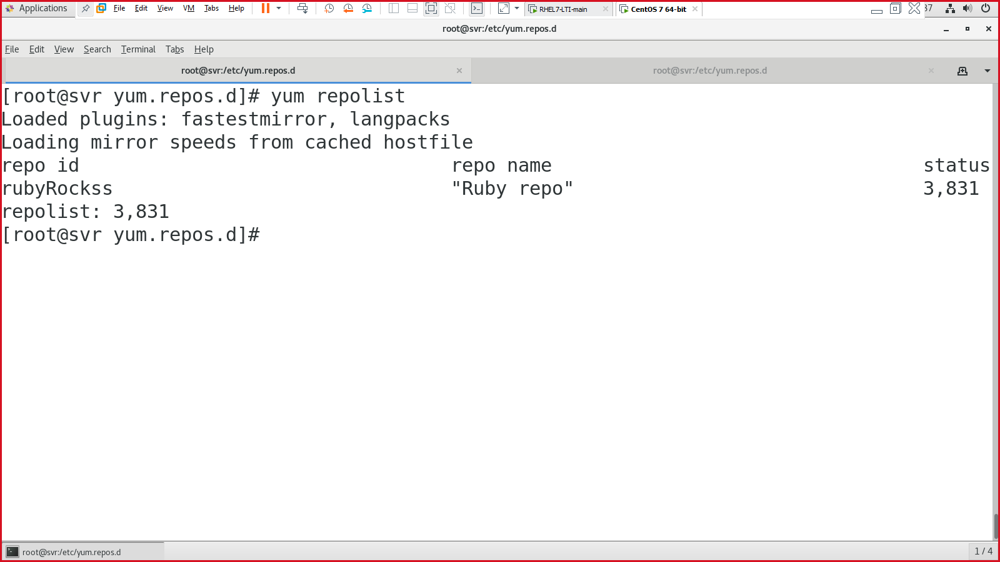 Applications File Edit View VM Tabs Help RHEL7-LTI-main CentOS 7 64-bit 37
root@svr:/etc/yum.repos.d
File Edit View Search Terminal Tabs Help
root@svr:/etc/yum.repos.d root@svr:/etc/yum.repos.d
[root@svr yum.repos.d]# yum repolist
Loaded plugins: fastestmirror, langpacks
Loading mirror speeds from cached hostfile
repo id repo name status
rubyRockss "Ruby repo" 3,831
repolist: 3,831
[root@svr yum.repos.d]#
root@svr:/etc/yum.repos.d 1 / 4